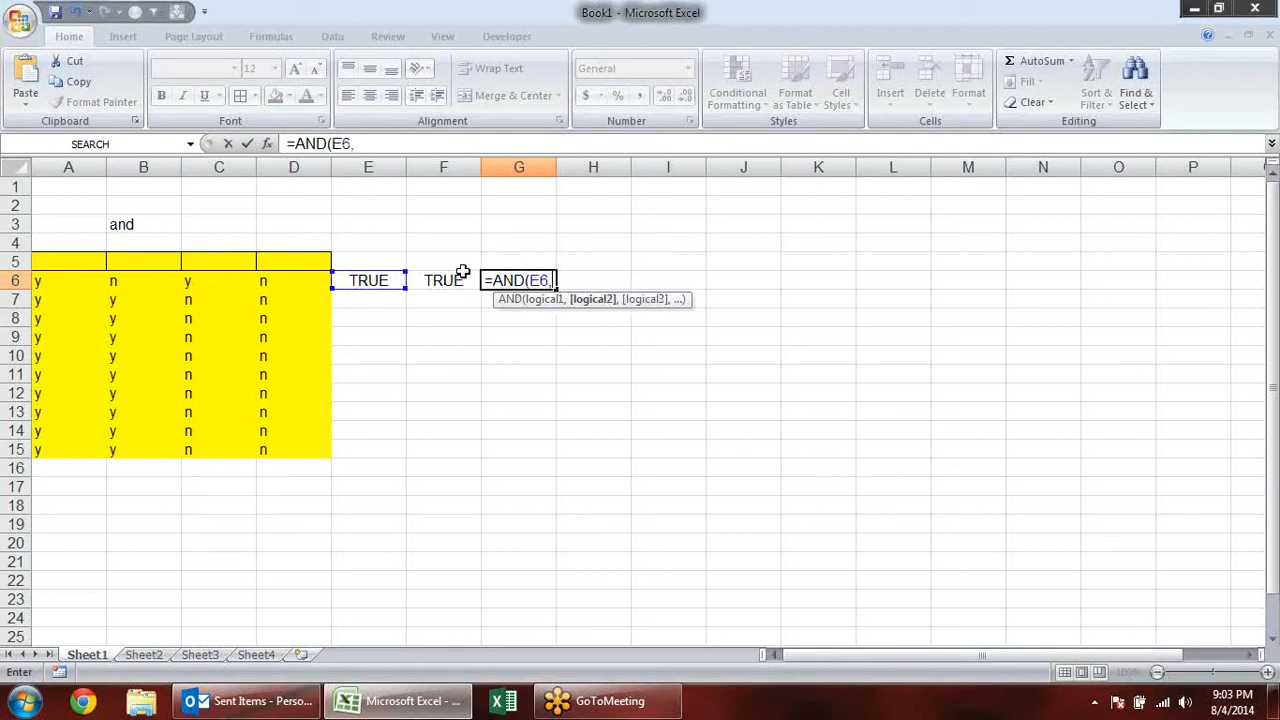 Book1 - Microsoft Excel
Home Insert Page Layout Formulas Data Review View Developer
Paste
Cut
Copy
Format Painter
Clipboard
12
Font
Wrap Text
Merge & Center
Alignment
General
Number
Conditional Formatting
Format as Table
Cell Styles
Styles
Insert
Delete
Format
Cells
AutoSum
Fill
Clear
Sort & Filter
Find & Select
Editing
SEARCH =AND(E6,
A B C D E F G H I J K L M N O P
1
2
3 and
4
5
6 y n y n TRUE TRUE =AND(E6,
AND(logical1, [logical2], [logical3], ...)
7 y y n n
8 y y n n
9 y y n n
10 y y n n
11 y y n n
12 y y n n
13 y y n n
14 y y n n
15 y y n n
16
17
18
19
20
21
22
23
24
25
Sheet1 Sheet2 Sheet3 Sheet4
Enter 100%
Sent Items - Perso... Microsoft Excel - ... GoToMeeting
9:03 PM
8/4/2014